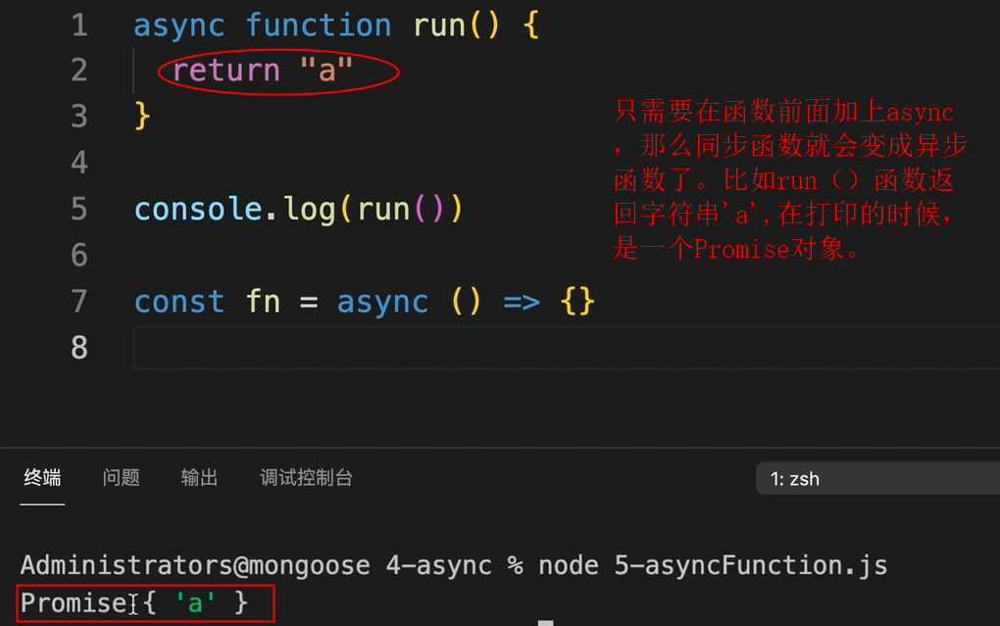 1 async function run() {
2 return "a"
3 }
4
5 console.log(run())
6
7 const fn = async () => {}
8
只需要在函数前面加上async
，那么同步函数就会变成异步
函数了。比如run（）函数返
回字符串'a',在打印的时候，
是一个Promise对象。
终端 问题 输出 调试控制台 1: zsh
Administrators@mongoose 4-async % node 5-asyncFunction.js
Promise { 'a' }